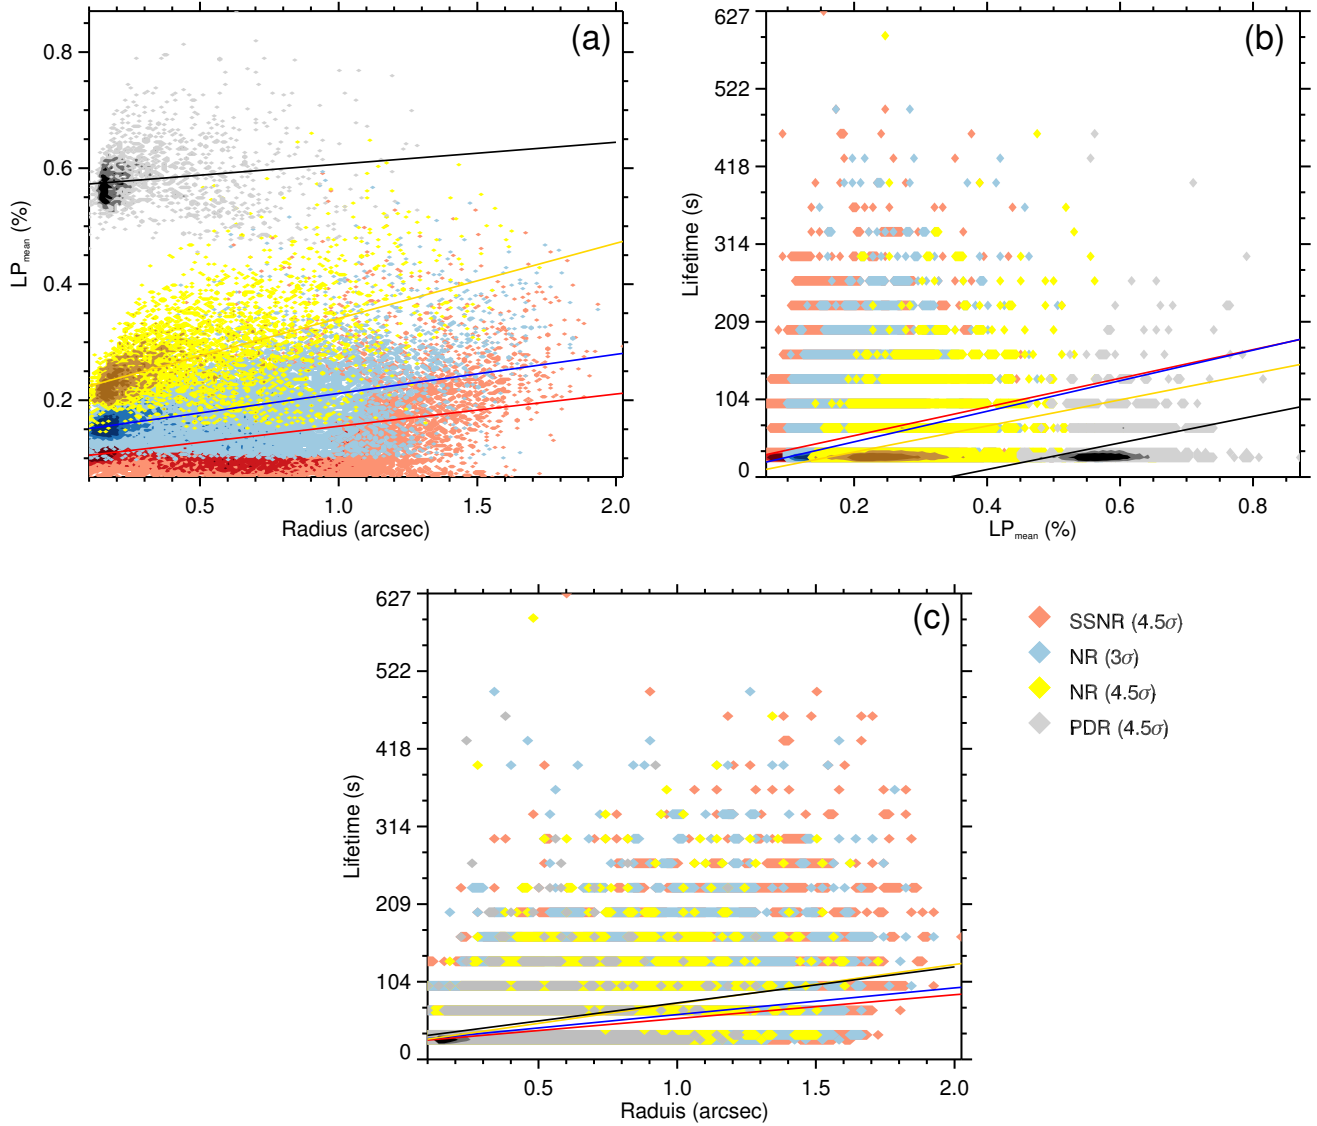 (a)
0.8
0.6
0.4
0.2
LPmean (%)
0.5
1.0
1.5
2.0
Radius (arcsec)
(b)
627
522
418
314
209
104
0
Lifetime (s)
0.2
0.4
0.6
0.8
LPmean (%)
(c)
627
522
418
314
209
104
0
Lifetime (s)
0.5
1.0
1.5
2.0
Raduis (arcsec)
SSNR (4.5σ)
NR (3σ)
NR (4.5σ)
PDR (4.5σ)